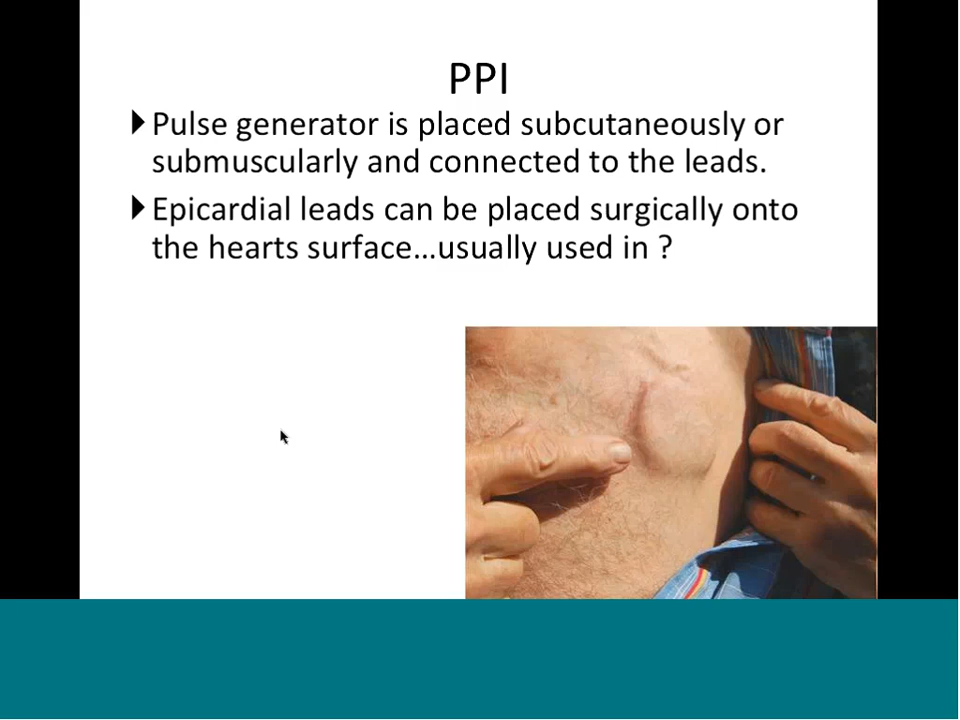 PPI
Pulse generator is placed subcutaneously or
submuscularly and connected to the leads.
Epicardial leads can be placed surgically onto
the hearts surface...usually used in ?